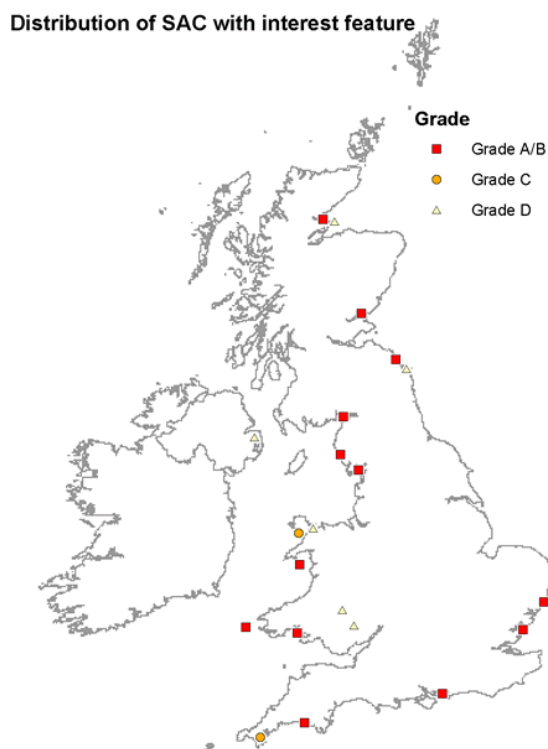 Distribution of SAC with interest feature
Grade
Grade A/B
Grade C
Grade D